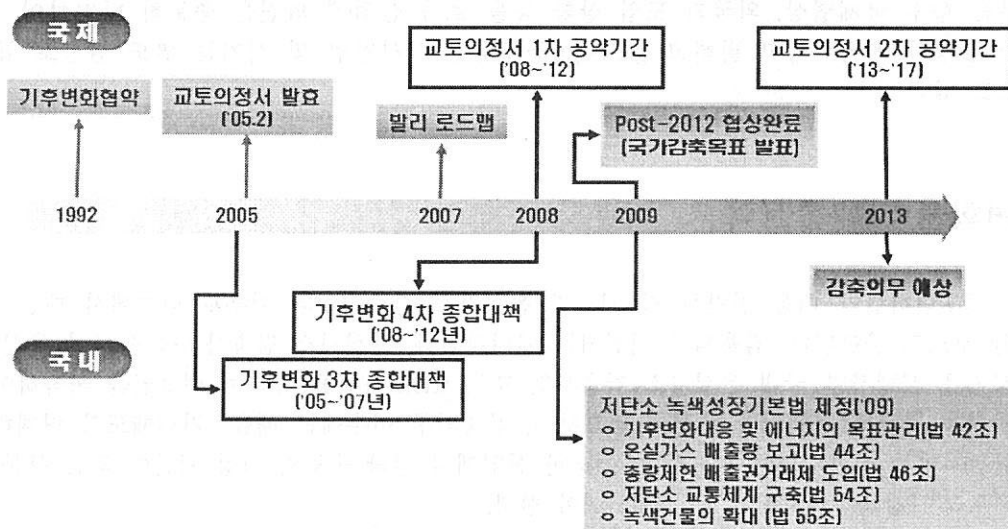 국제
교토의정서 1차 공약기간
('08~'12)
교토의정서 2차 공약기간
('13~'17)
기후변화협약
교토의정서 발효
('05.2)
발리 로드맵
Post-2012 협상완료
(국가감축목표 발표)
1992
2005
2007
2008
2009
2013
감축의무 예상
기후변화 4차 종합대책
('08~'12년)
국내
기후변화 3차 종합대책
('05~'07년)
저단소 녹색성장기본법 제정('09)
○ 기후변화대응 및 에너지의 목표관리(법 42조)
○ 온실가스 배출량 보고(법 44조)
○ 총량제한 배출권거래제 도입(법 46조)
○ 저단소 교통체계 구축(법 54조)
○ 녹색건물의 확대 (법 55조)